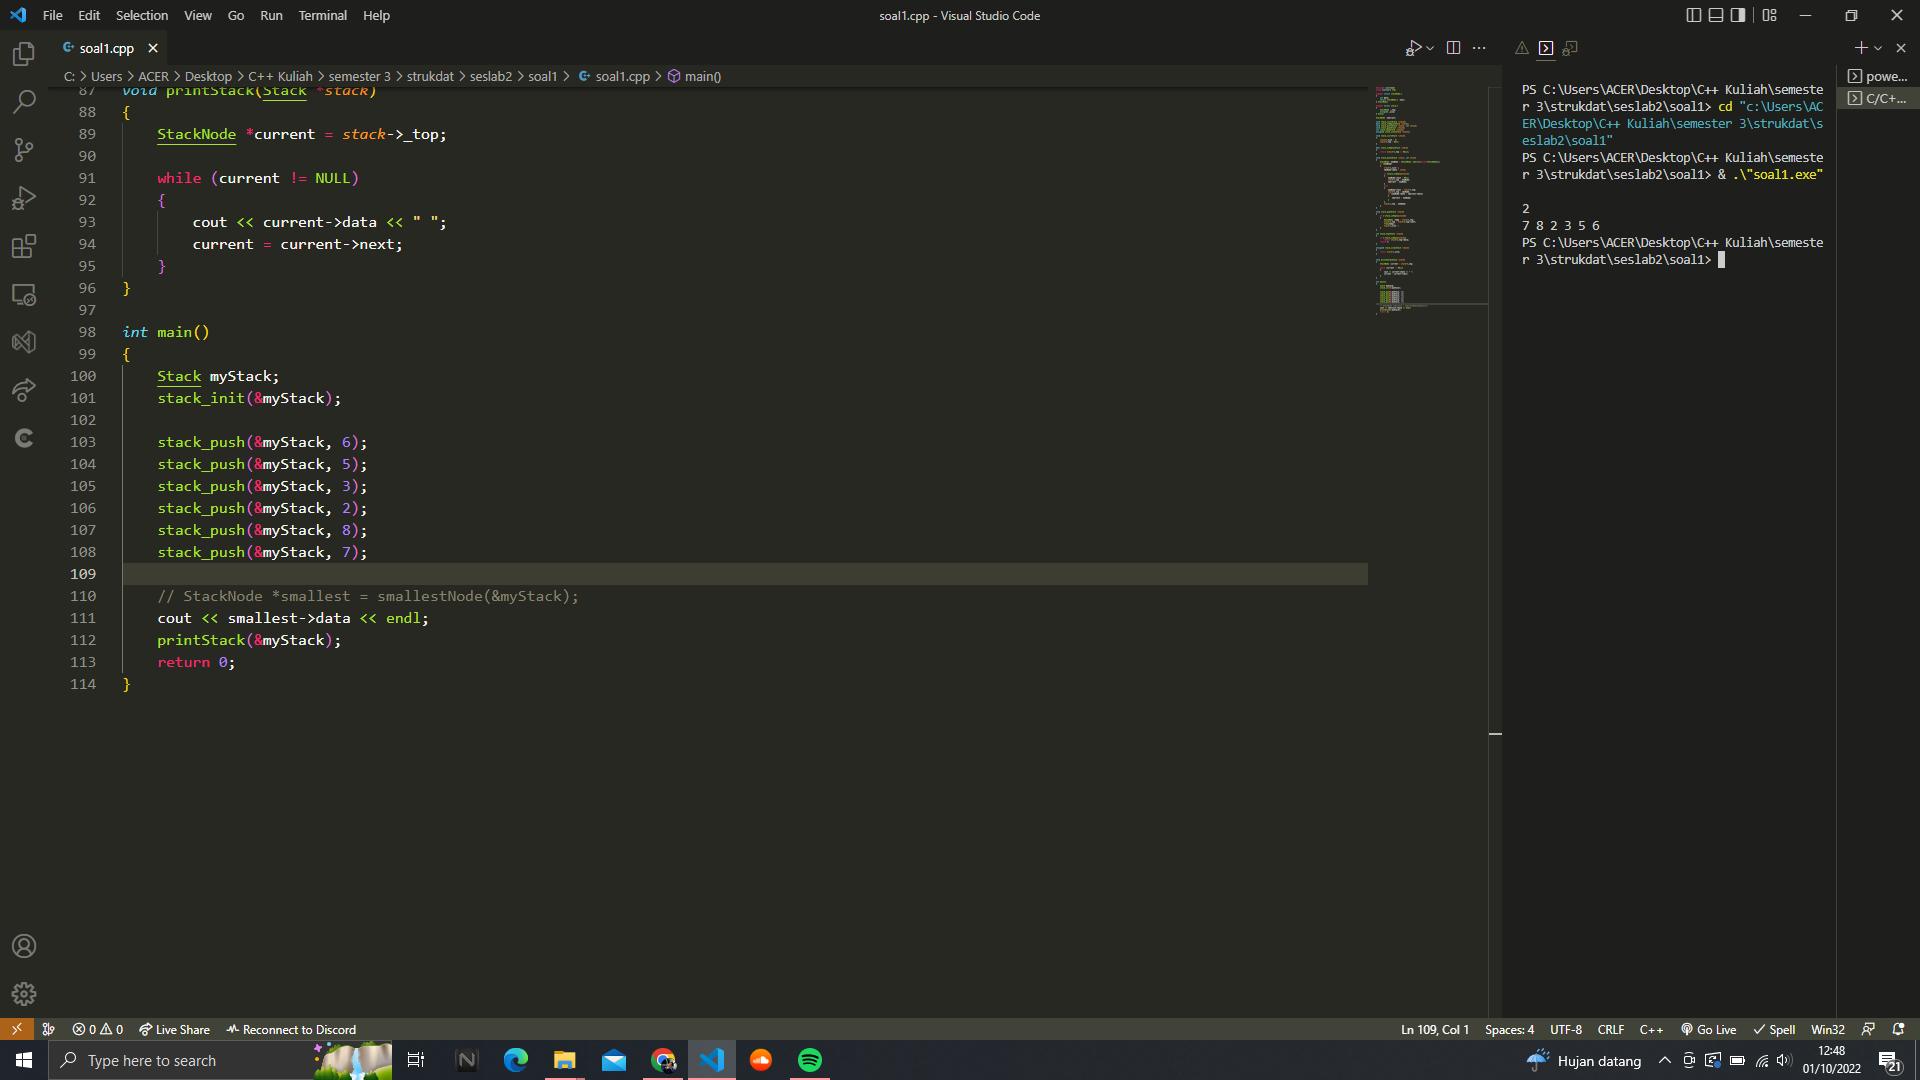 File Edit Selection View Go Run Terminal Help
soal1.cpp - Visual Studio Code
soal1.cpp
C: > Users > ACER > Desktop > C++ Kuliah > semester 3 > strukdat > seslab2 > soal1 > soal1.cpp > main()
87 void printStack(Stack *stack)
88 {
89 StackNode *current = stack->_top;
90
91 while (current != NULL)
92 {
93 cout << current->data << " ";
94 current = current->next;
95 }
96 }
97
98 int main()
99 {
100 Stack myStack;
101 stack_init(&myStack);
102
103 stack_push(&myStack, 6);
104 stack_push(&myStack, 5);
105 stack_push(&myStack, 3);
106 stack_push(&myStack, 2);
107 stack_push(&myStack, 8);
108 stack_push(&myStack, 7);
109
110 // StackNode *smallest = smallestNode(&myStack);
111 cout << smallest->data << endl;
112 printStack(&myStack);
113 return 0;
114 }
PS C:\Users\ACER\Desktop\C++ Kuliah\semeste
r 3\strukdat\seslab2\soal1> cd "c:\Users\AC
ER\Desktop\C++ Kuliah\semester 3\strukdat\s
eslab2\soal1"
PS C:\Users\ACER\Desktop\C++ Kuliah\semeste
r 3\strukdat\seslab2\soal1> & .\"soal1.exe"
2
7 8 2 3 5 6
PS C:\Users\ACER\Desktop\C++ Kuliah\semeste
r 3\strukdat\seslab2\soal1>
powe...
C/C+...
0 0 Live Share Reconnect to Discord
Ln 109, Col 1 Spaces: 4 UTF-8 CRLF C++ Go Live Spell Win32
Type here to search
Hujan datang
12:48
01/10/2022
21